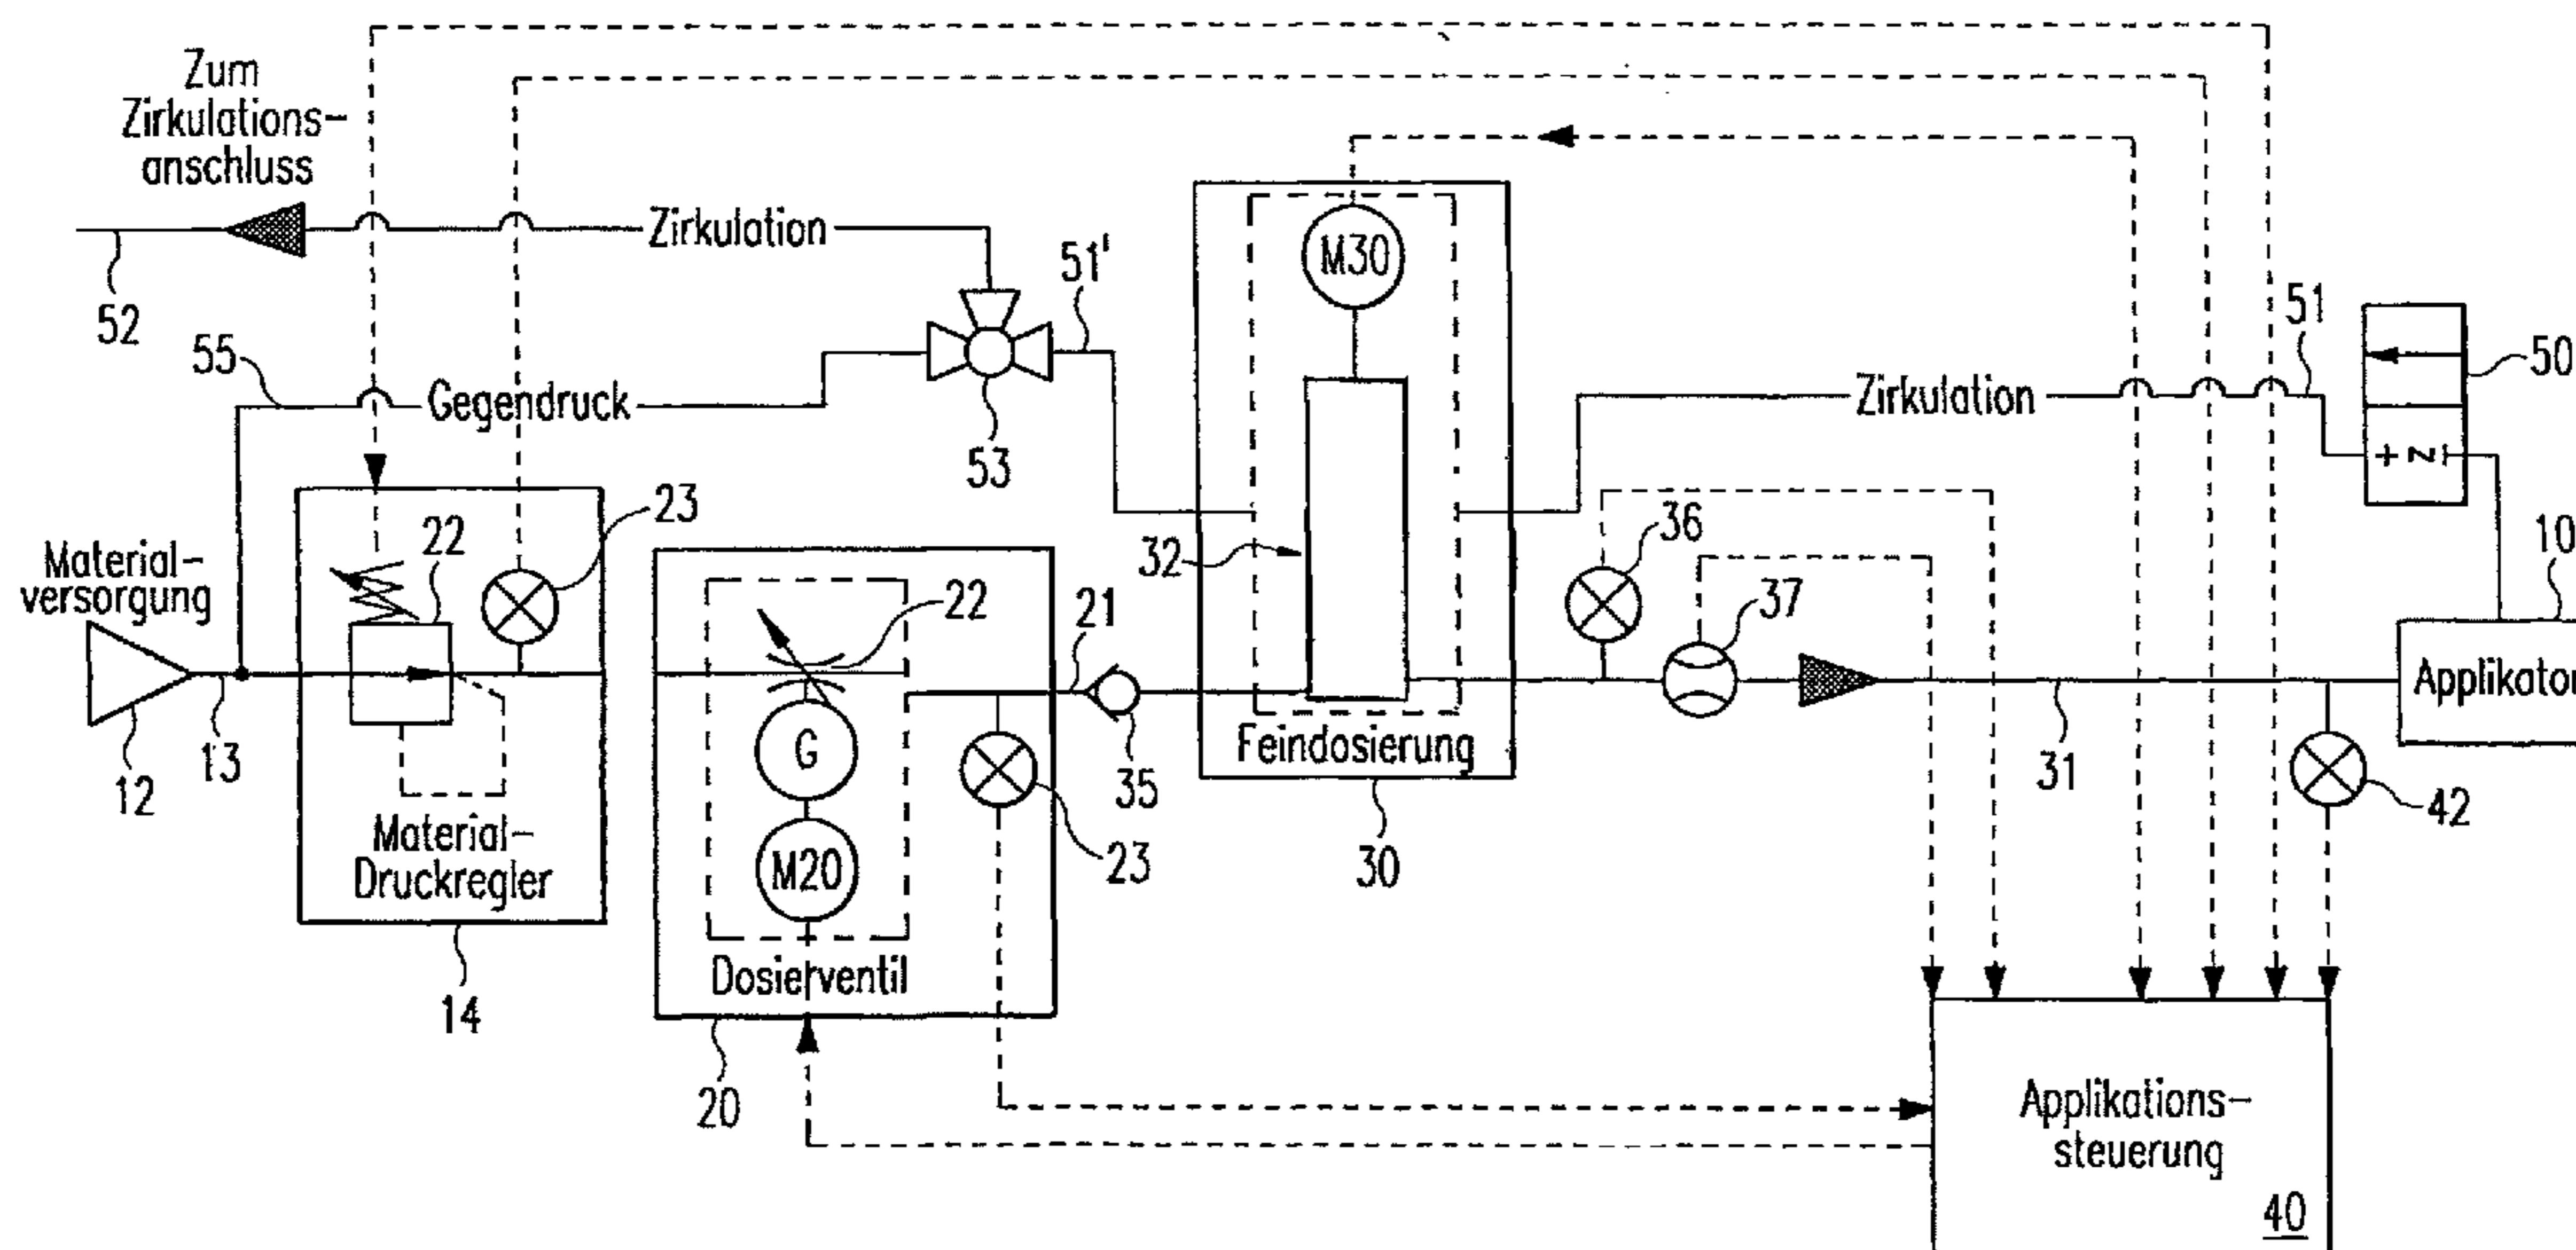 Zum
Zirkulations-
anschluss
Zirkulation
52
55
Gegendruck
53
51'
M30
Zirkulation
51
50
Material-
versorgung
12
13
22
23
Material-
Druckregler
14
22
G
M20
Dosierventil
20
21
23
35
32
Feindosierung
30
36
37
31
10
42
Applikations-
steuerung
40